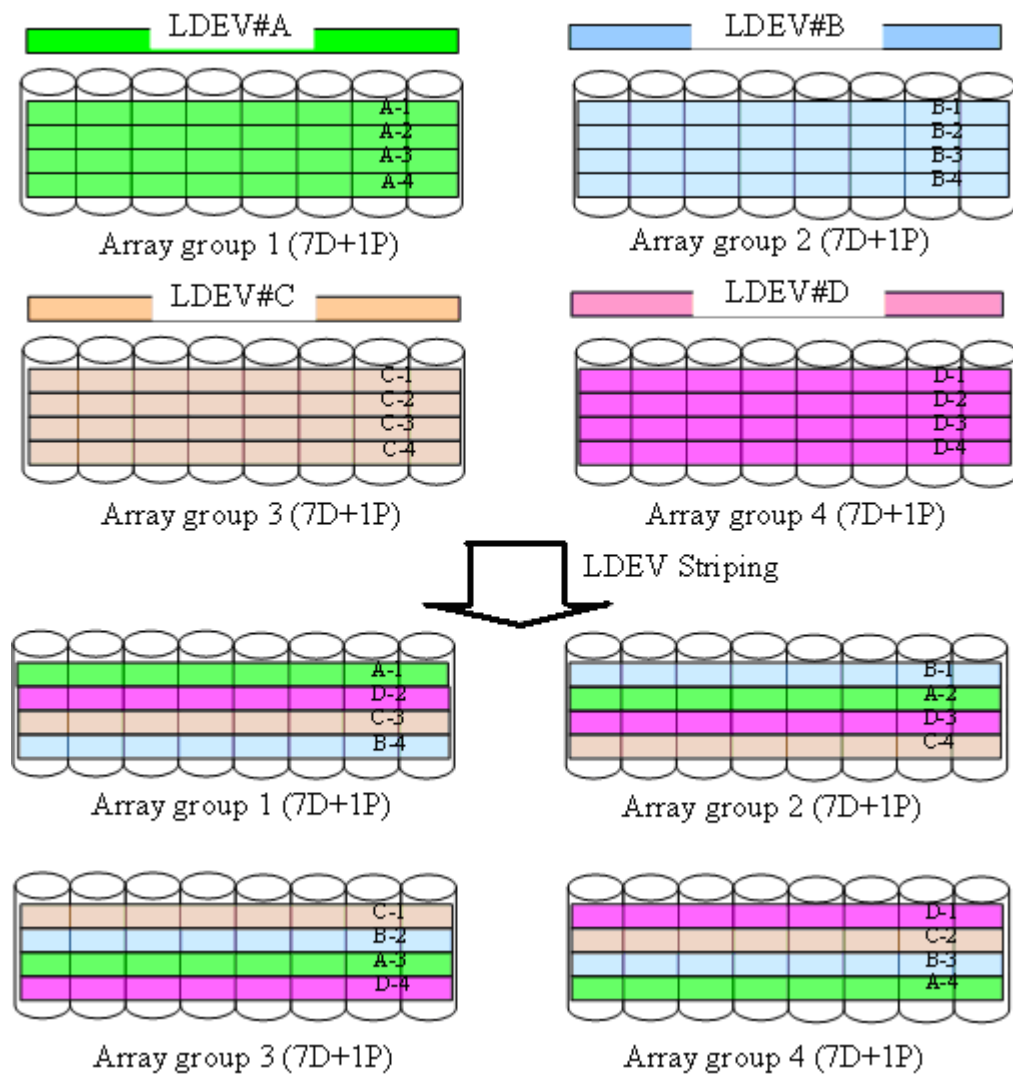 LDEV#A
A-1
A-2
A-3
A-4
Array group 1 (7D+1P)
LDEV#B
B-1
B-2
B-3
B-4
Array group 2 (7D+1P)
LDEV#C
C-1
C-2
C-3
C-4
Array group 3 (7D+1P)
LDEV#D
D-1
D-2
D-3
D-4
Array group 4 (7D+1P)
LDEV Striping
A-1
D-2
C-3
B-4
Array group 1 (7D+1P)
B-1
A-2
D-3
C-4
Array group 2 (7D+1P)
C-1
B-2
A-3
D-4
Array group 3 (7D+1P)
D-1
C-2
B-3
A-4
Array group 4 (7D+1P)